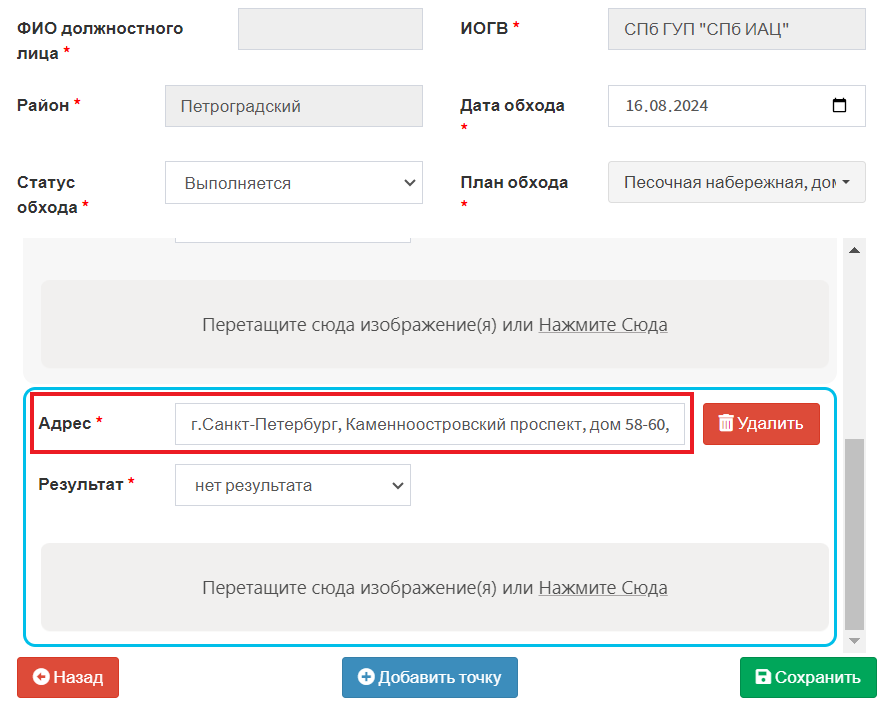 ФИО должностного лица *
ИОГВ *
СПб ГУП "СПб ИАЦ"
Район *
Петроградский
Дата обхода *
16.08.2024
Статус обхода *
Выполняется
План обхода *
Песочная набережная, дом
Перетащите сюда изображение(я) или Нажмите Сюда
Адрес *
г.Санкт-Петербург, Каменноостровский проспект, дом 58-60,
Удалить
Результат *
нет результата
Перетащите сюда изображение(я) или Нажмите Сюда
Назад
Добавить точку
Сохранить